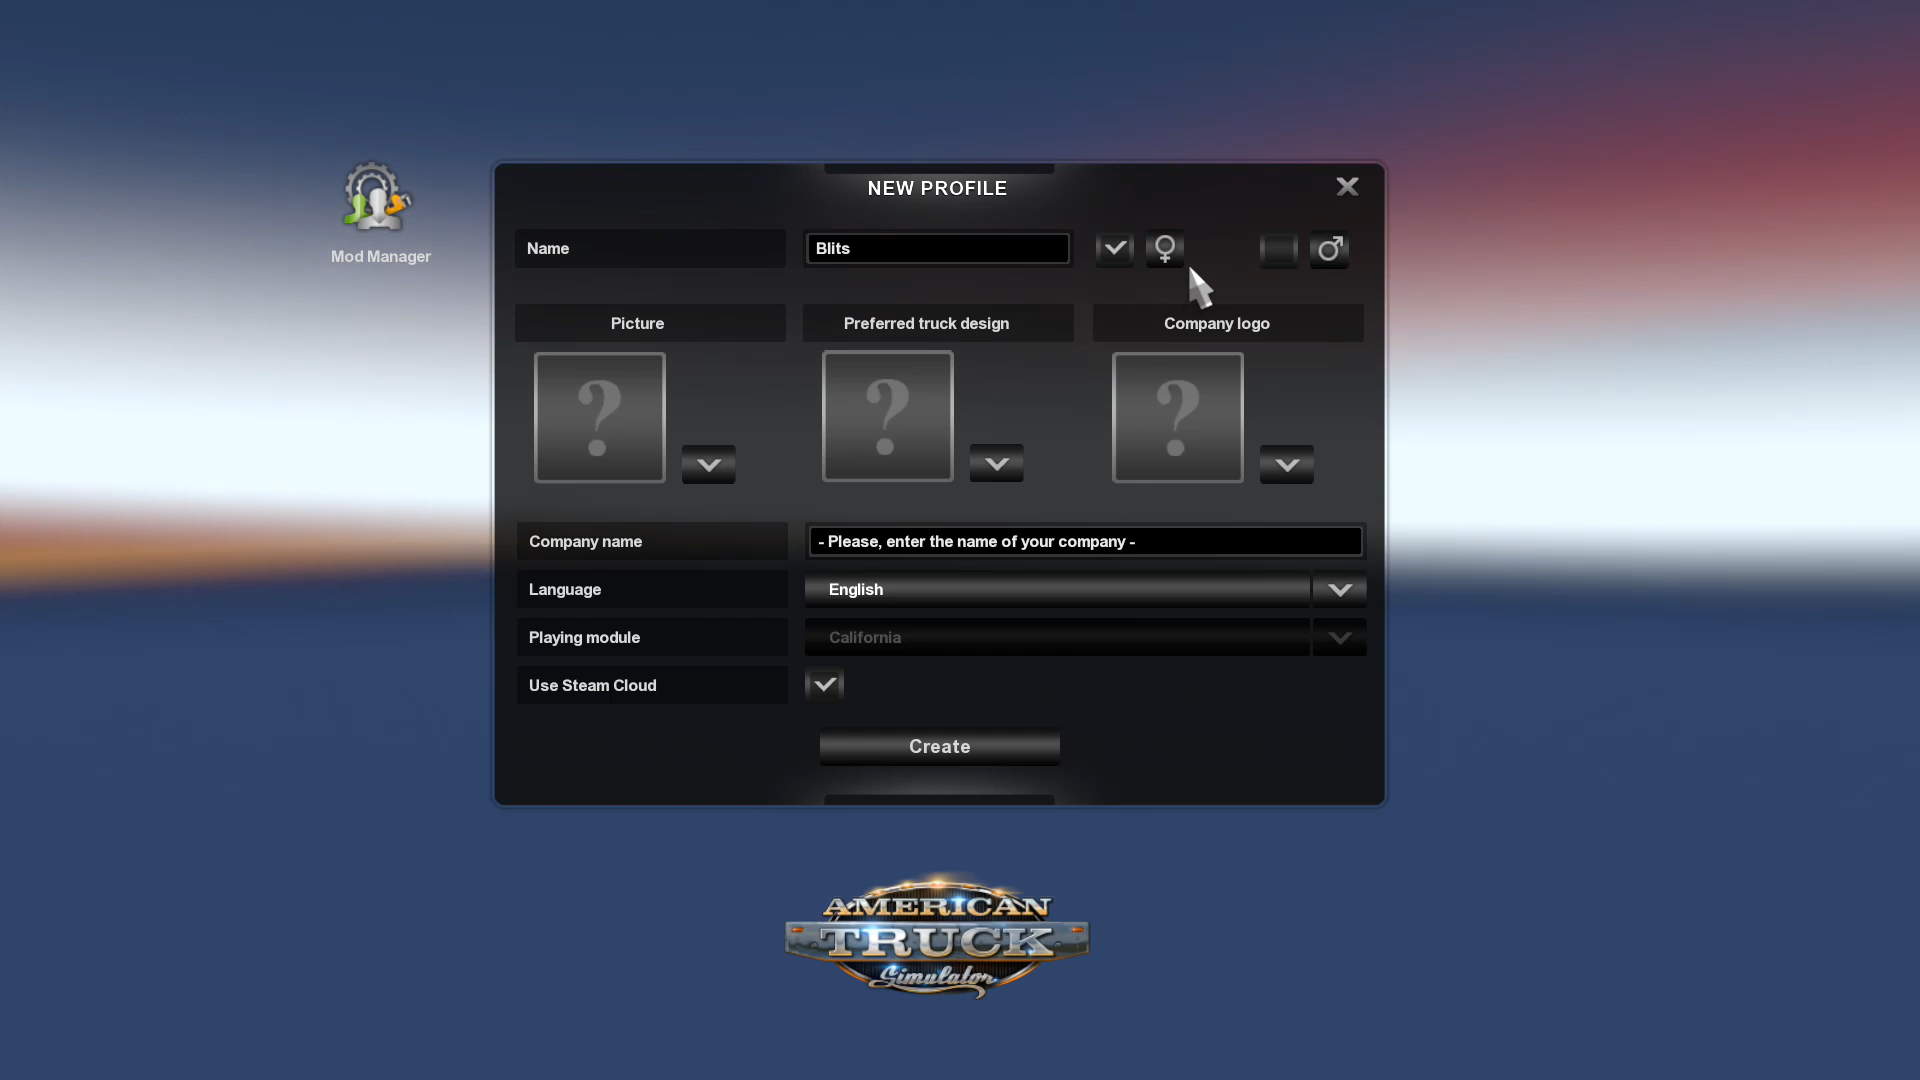 NEW PROFILE
Name
Blits
Mod Manager
Picture
Preferred truck design
Company logo
?
?
?
Company name
- Please, enter the name of your company -
Language
English
Playing module
California
Use Steam Cloud
Create
AMERICAN
TRUCK
Simulator